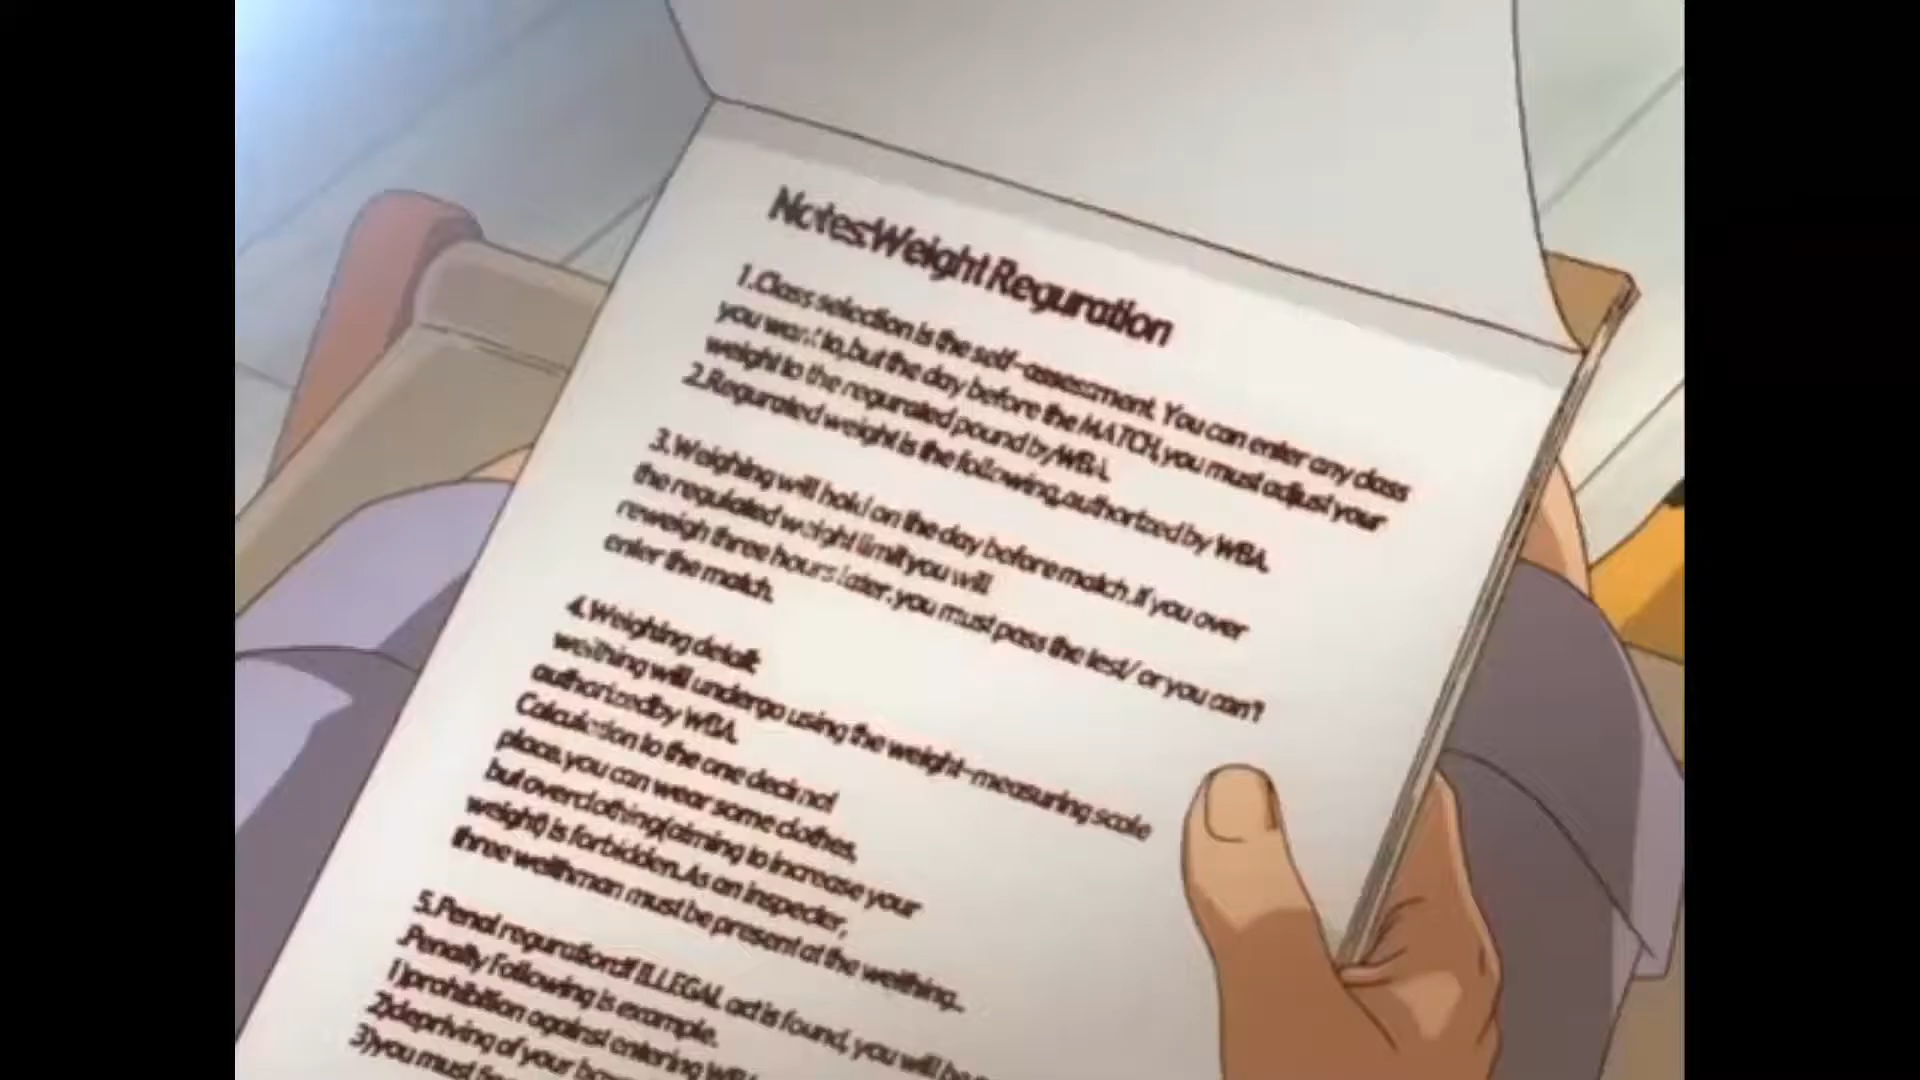 Notes:Weight Reguration
1.Class selection is the self-assessment. You can enter any class
you want to,but the day before the MATCH,you must adjust your
weight to the regurated pound by WBA.
2.Regurated weight is the following,authorized by WBA.
3.Weighing will hold on the day before match.If you over
the regulated weight limit,you will
reweigh three hours later.you must pass the test/ or you can't
enter the match.
4.Weighing detail:
weithing will undergo using the weight-measuring scale
authorizedby WBA.
Calculation to the one decimal
place.you can wear some clothes,
but overclothing(aiming to increase your
weight) is forbidden.As an inspecter,
three weithman must be present at the weithing..
5.Penal reguration:If ILLEGAL act is found, you will be
.Penalty following is example.
1)prohibition against entering WBA
2)depriving of your
3)you must